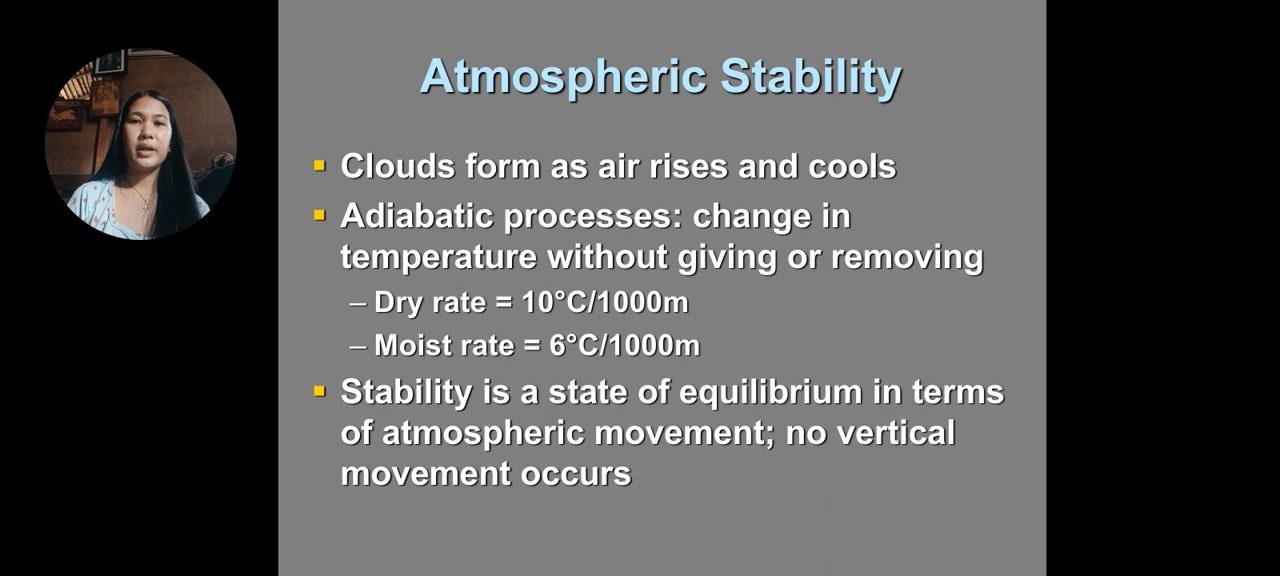 Atmospheric Stability
Clouds form as air rises and cools
Adiabatic processes: change in
temperature without giving or removing
– Dry rate = 10°C/1000m
– Moist rate = 6°C/1000m
Stability is a state of equilibrium in terms
of atmospheric movement; no vertical
movement occurs